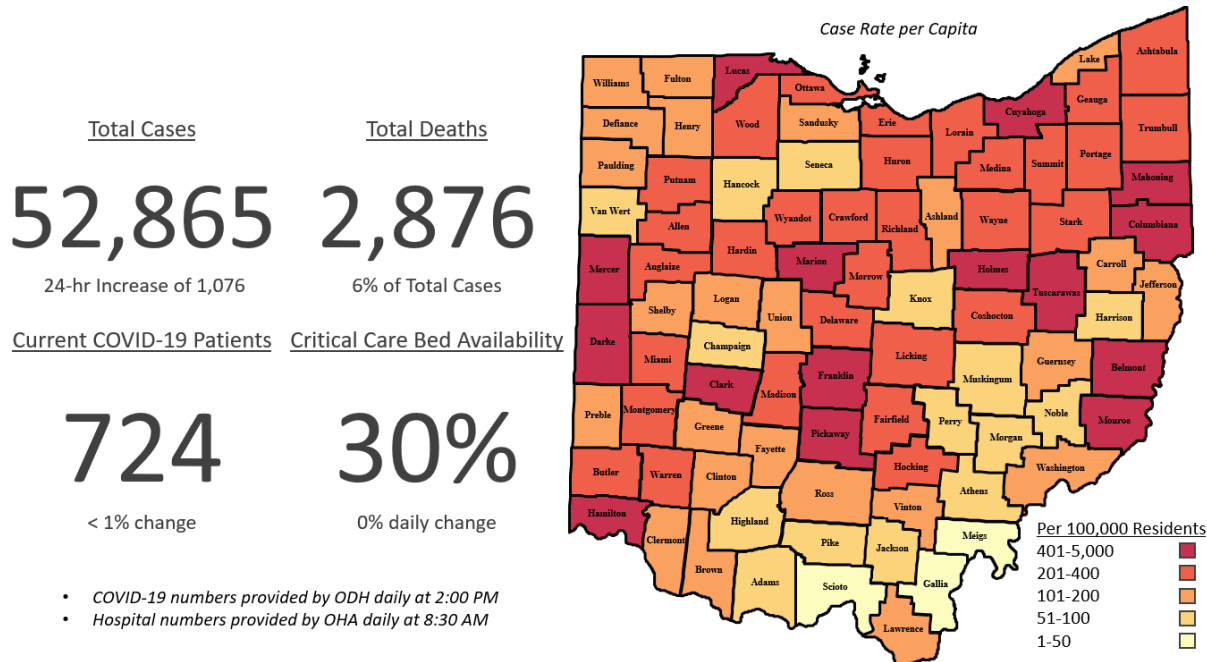 Case Rate per Capita
Total Cases
52,865
24-hr Increase of 1,076
Total Deaths
2,876
6% of Total Cases
Current COVID-19 Patients
724
< 1% change
Critical Care Bed Availability
30%
0% daily change
• COVID-19 numbers provided by ODH daily at 2:00 PM
• Hospital numbers provided by OHA daily at 8:30 AM
Williams
Fulton
Lucas
Ottawa
Lake
Ashtabula
Defiance
Henry
Wood
Sandusky
Erie
Lorain
Cuyahoga
Geauga
Trumbull
Paulding
Putnam
Hancock
Seneca
Huron
Medina
Summit
Portage
Mahoning
Van Wert
Allen
Wyandot
Crawford
Richland
Ashland
Wayne
Stark
Columbiana
Mercer
Auglaize
Hardin
Marion
Morrow
Holmes
Tuscarawas
Carroll
Jefferson
Shelby
Logan
Union
Delaware
Knox
Coshocton
Harrison
Darke
Miami
Champaign
Clark
Madison
Franklin
Licking
Muskingum
Guernsey
Belmont
Preble
Montgomery
Greene
Fayette
Pickaway
Fairfield
Perry
Morgan
Noble
Monroe
Butler
Warren
Clinton
Ross
Hocking
Athens
Washington
Hamilton
Clermont
Brown
Highland
Pike
Vinton
Jackson
Meigs
Adams
Scioto
Gallia
Lawrence
Per 100,000 Residents
401-5,000
201-400
101-200
51-100
1-50